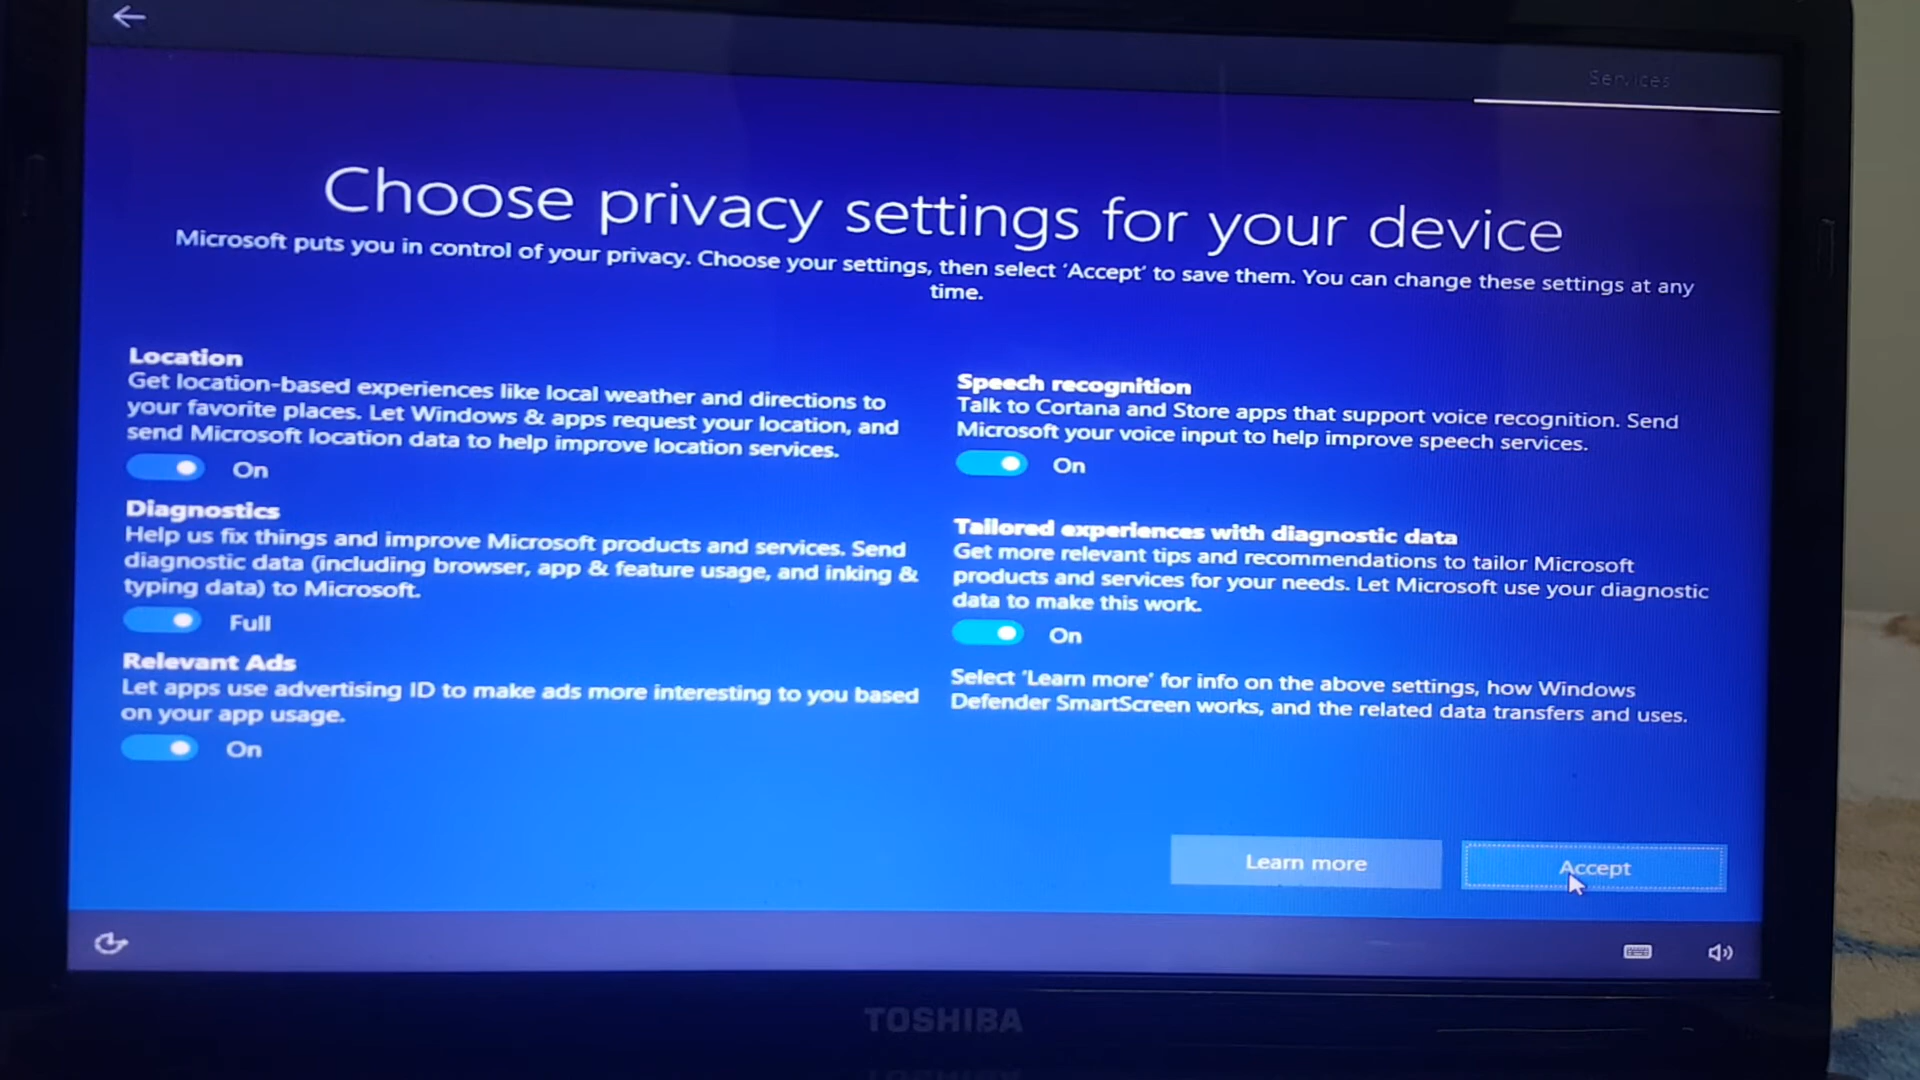 Services
Choose privacy settings for your device
Microsoft puts you in control of your privacy. Choose your settings, then select 'Accept' to save them. You can change these settings at any
time.
Location
Get location-based experiences like local weather and directions to
your favorite places. Let Windows & apps request your location, and
send Microsoft location data to help improve location services.
On
Diagnostics
Help us fix things and improve Microsoft products and services. Send
diagnostic data (including browser, app & feature usage, and inking &
typing data) to Microsoft.
Full
Relevant Ads
Let apps use advertising ID to make ads more interesting to you based
on your app usage.
On
Speech recognition
Talk to Cortana and Store apps that support voice recognition. Send
Microsoft your voice input to help improve speech services.
On
Tailored experiences with diagnostic data
Get more relevant tips and recommendations to tailor Microsoft
products and services for your needs. Let Microsoft use your diagnostic
data to make this work.
On
Select 'Learn more' for info on the above settings, how Windows
Defender SmartScreen works, and the related data transfers and uses.
Learn more
Accept
TOSHIBA